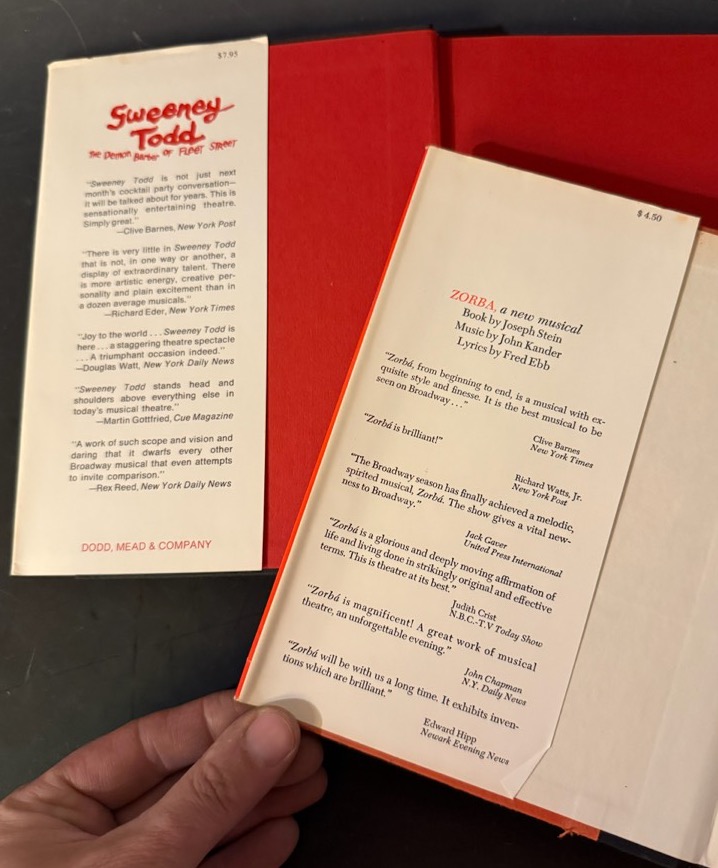 $7.95
Sweeney
Todd
The Demon Barber OF FLEET STREET
"Sweeney Todd is not just next
month's cocktail party conversation—
it will be talked about for years. This is
sensationally entertaining theatre.
Simply great."
—Clive Barnes, New York Post
"There is very little in Sweeney Todd
that is not, in one way or another, a
display of extraordinary talent. There
is more artistic energy, creative per-
sonality and plain excitement than in
a dozen average musicals."
—Richard Eder, New York Times
"Joy to the world . . . Sweeney Todd is
here . . . a staggering theatre spectacle
. . . A triumphant occasion indeed."
—Douglas Watt, New York Daily News
"Sweeney Todd stands head and
shoulders above everything else in
today's musical theatre."
—Martin Gottfried, Cue Magazine
"A work of such scope and vision and
daring that it dwarfs every other
Broadway musical that even attempts
to invite comparison."
—Rex Reed, New York Daily News
DODD, MEAD & COMPANY
$4.50
ZORBA, a new musical
Book by Joseph Stein
Music by John Kander
Lyrics by Fred Ebb
"Zorbá, from beginning to end, is a musical with ex-
quisite style and finesse. It is the best musical to be
seen on Broadway . . ."
Clive Barnes
New York Times
"Zorbá is brilliant!"
Richard Watts, Jr.
New York Post
"The Broadway season has finally achieved a melodic,
spirited musical, Zorbá. The show gives a vital new-
ness to Broadway."
Jack Gaver
United Press International
"Zorbá is a glorious and deeply moving affirmation of
life and living done in strikingly original and effective
terms. This is theatre at its best."
Judith Crist
N.B.C.-T.V Today Show
"Zorbá is magnificent! A great work of musical
theatre, an unforgettable evening."
John Chapman
N.Y. Daily News
"Zorbá will be with us a long time. It exhibits inven-
tions which are brilliant."
Edward Hipp
Newark Evening News